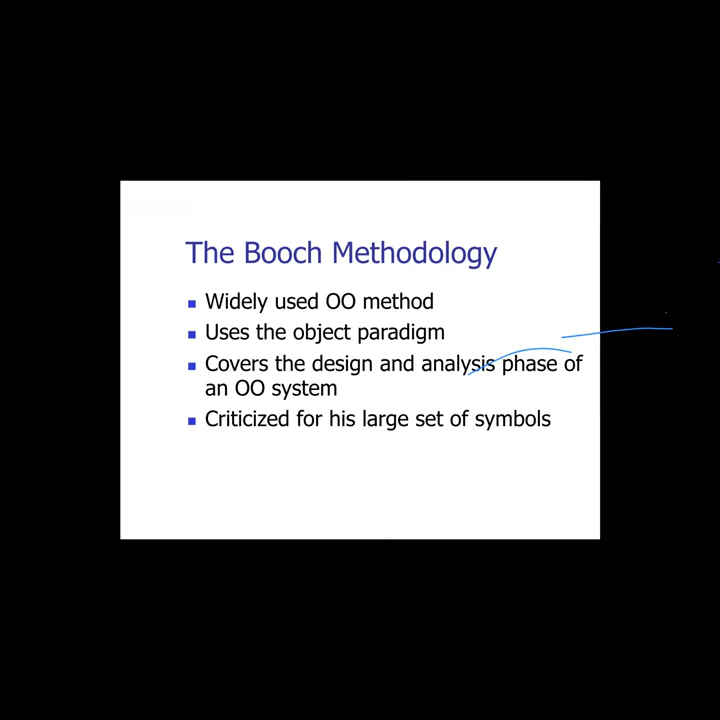 The Booch Methodology
Widely used OO method
Uses the object paradigm
Covers the design and analysis phase of
an OO system
Criticized for his large set of symbols